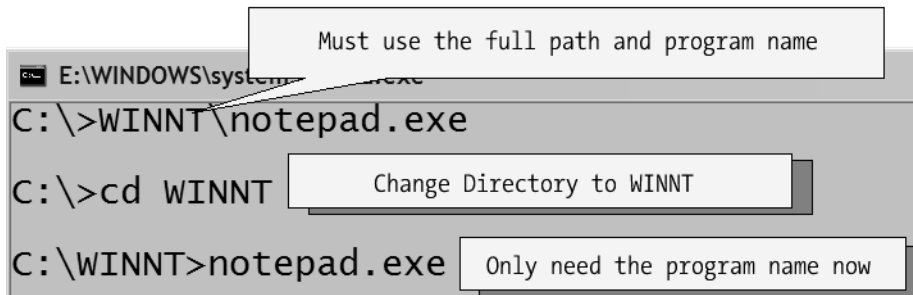 Must use the full path and program name
E:\WINDOWS\system
C:\>WINNT\notepad.exe
C:\>cd WINNT
Change Directory to WINNT
C:\WINNT>notepad.exe
Only need the program name now